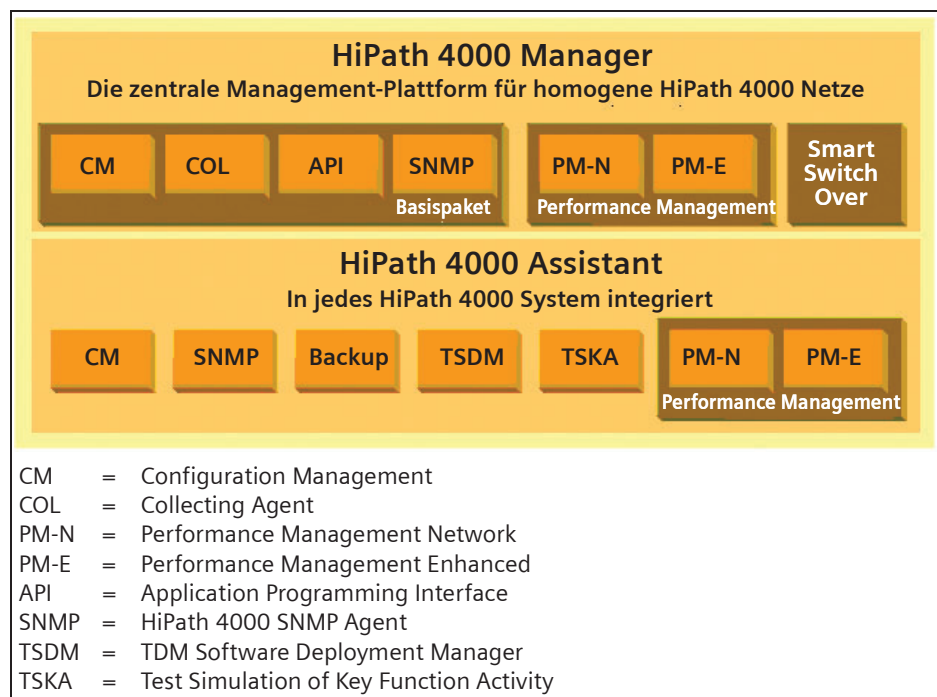 HiPath 4000 Manager
Die zentrale Management-Plattform für homogene HiPath 4000 Netze
CM COL API SNMP PM-N PM-E Smart Switch Over
Basispaket Performance Management
HiPath 4000 Assistant
In jedes HiPath 4000 System integriert
CM SNMP Backup TSDM TSKA PM-N PM-E
Performance Management
CM = Configuration Management
COL = Collecting Agent
PM-N = Performance Management Network
PM-E = Performance Management Enhanced
API = Application Programming Interface
SNMP = HiPath 4000 SNMP Agent
TSDM = TDM Software Deployment Manager
TSKA = Test Simulation of Key Function Activity